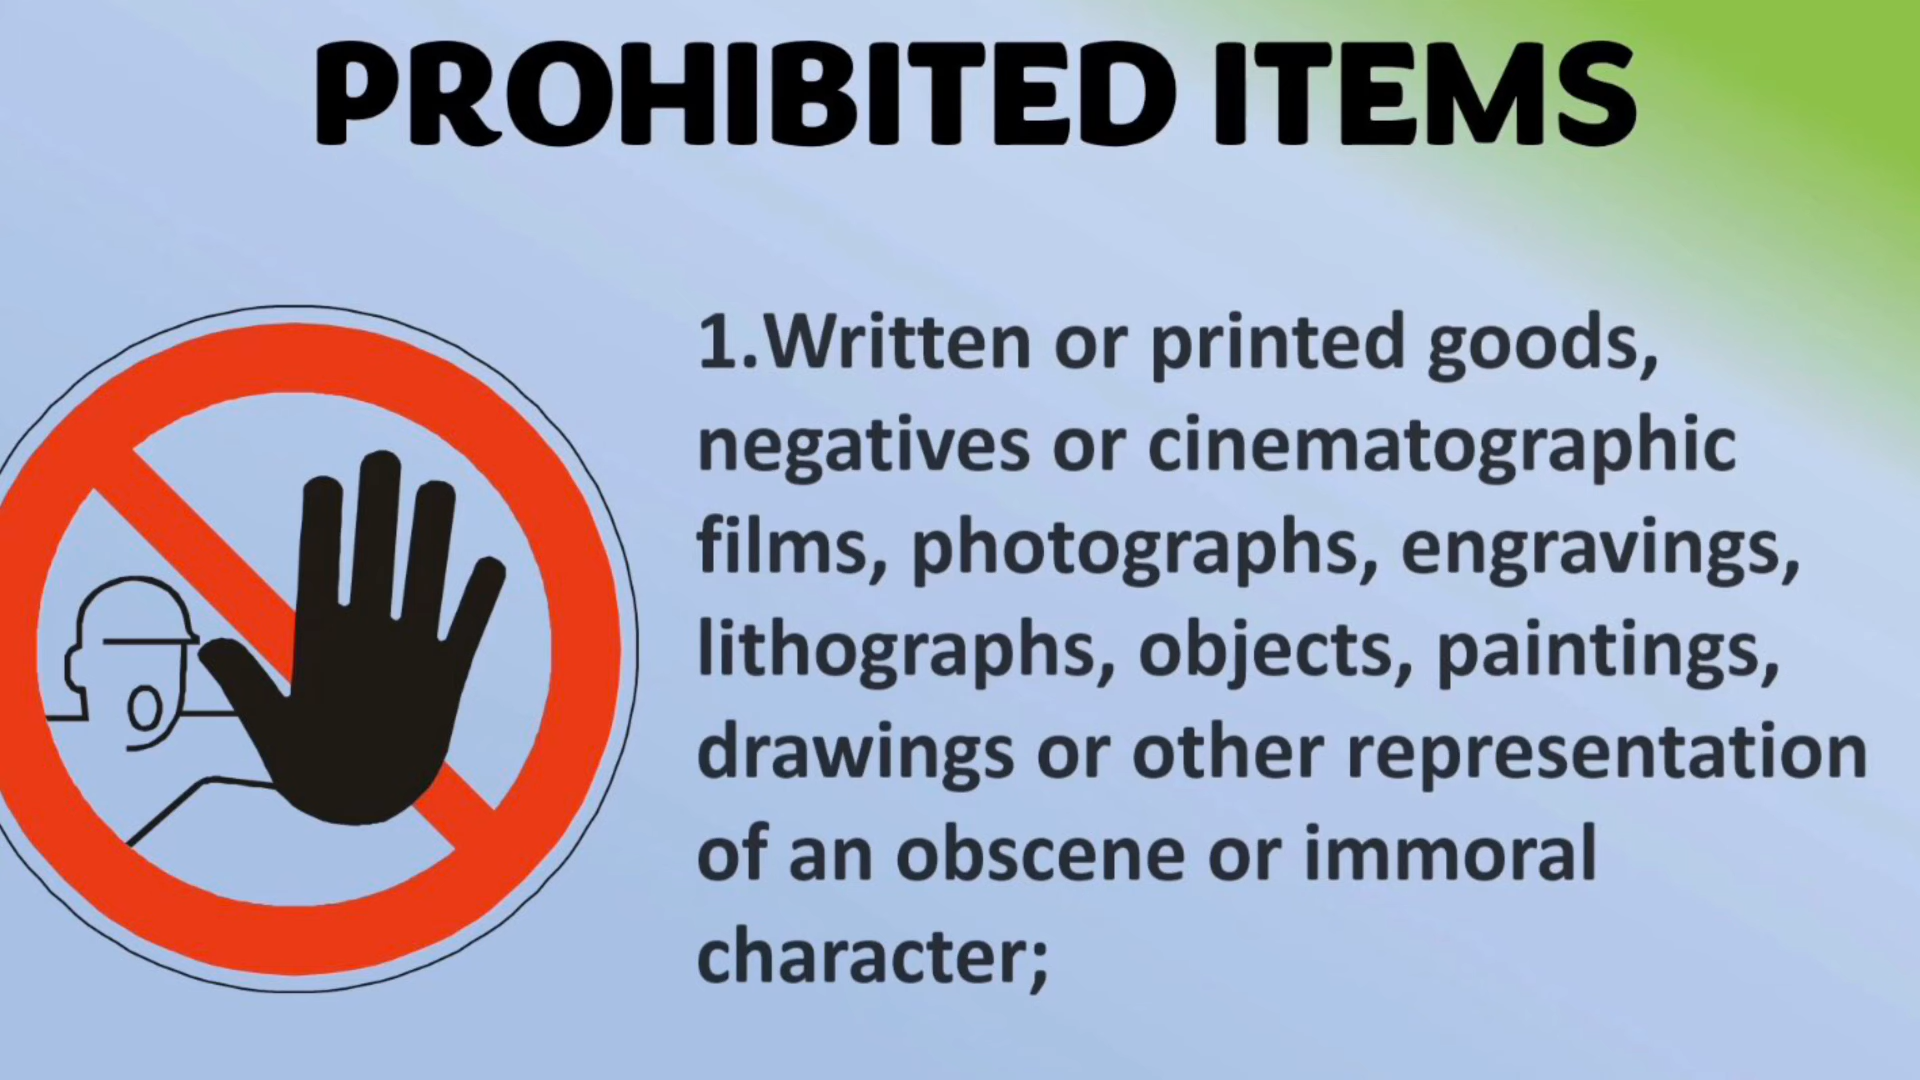 PROHIBITED ITEMS
1.Written or printed goods,
negatives or cinematographic
films, photographs, engravings,
lithographs, objects, paintings,
drawings or other representation
of an obscene or immoral
character;